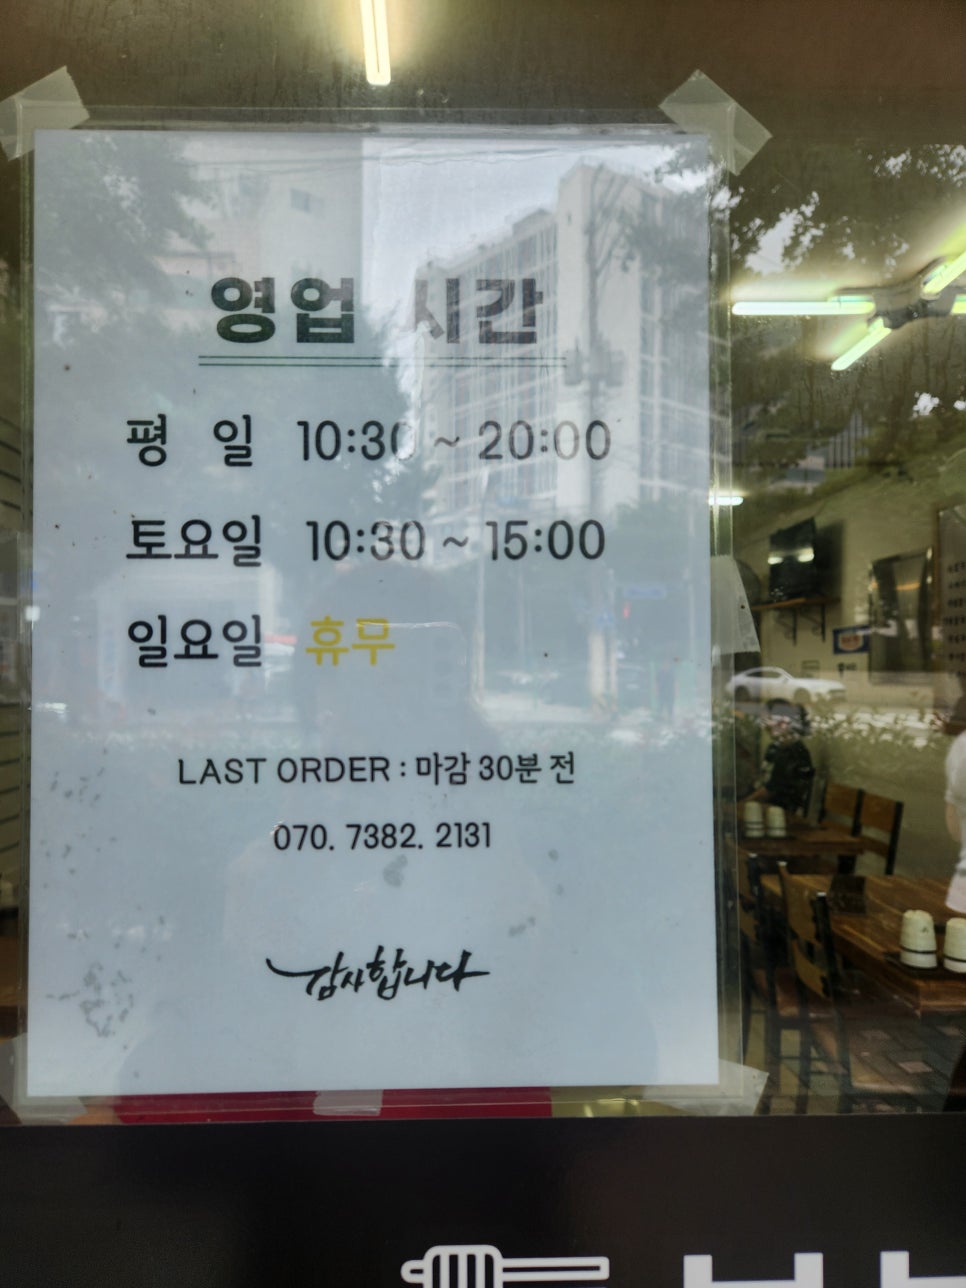 영업 시간
평 일 10:30 ~ 20:00
토요일 10:30 ~ 15:00
일요일 휴무
LAST ORDER : 마감 30분 전
070. 7382. 2131
감사합니다